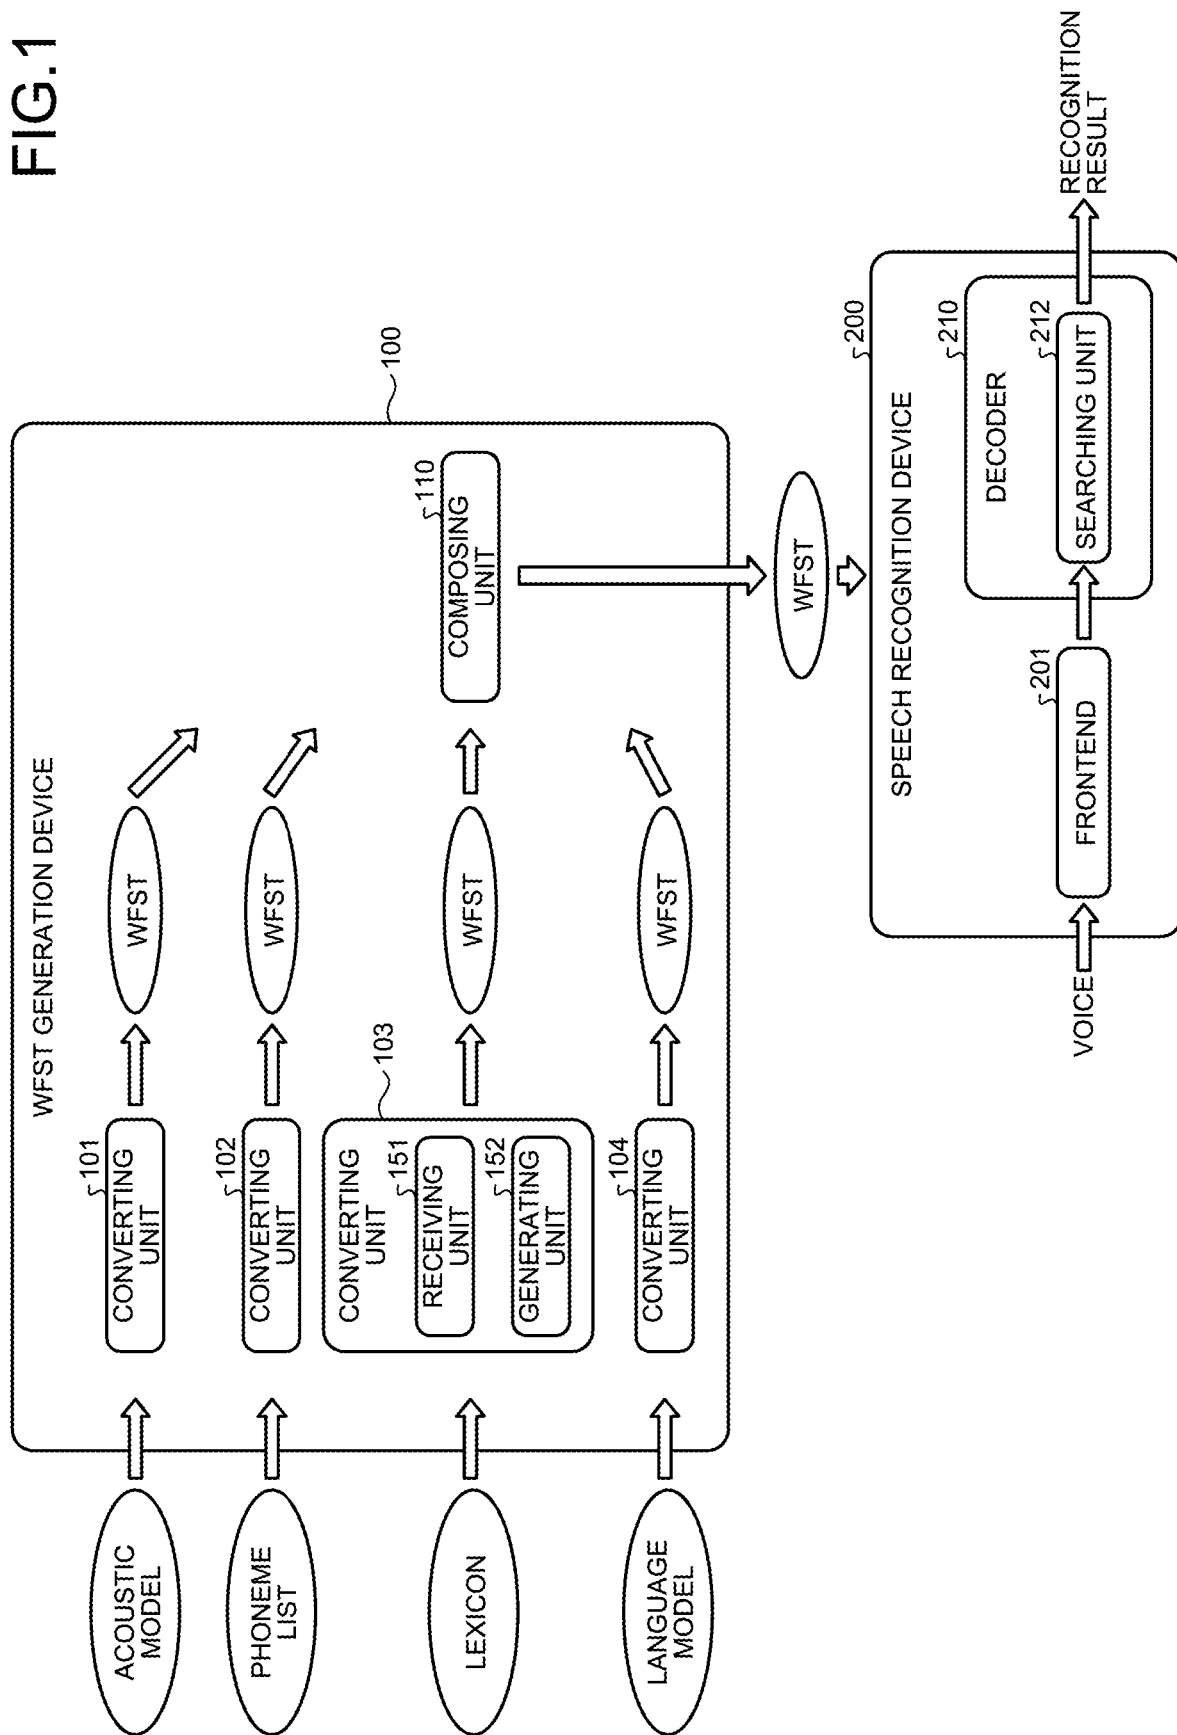 FIG.1
WFST GENERATION DEVICE
100
ACOUSTIC
MODEL
101
CONVERTING
UNIT
WFST
PHONEME
LIST
102
CONVERTING
UNIT
WFST
LEXICON
103
CONVERTING
UNIT
151
RECEIVING
UNIT
152
GENERATING
UNIT
WFST
110
COMPOSING
UNIT
LANGUAGE
MODEL
104
CONVERTING
UNIT
WFST
WFST
200
SPEECH RECOGNITION DEVICE
210
DECODER
VOICE
201
FRONTEND
212
SEARCHING UNIT
RECOGNITION
RESULT